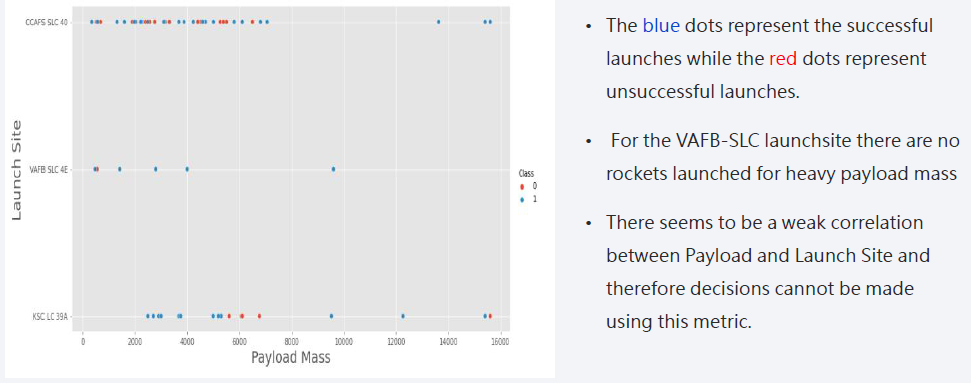 CCAFS SLC 40
VAFB SLC 4E
KSC LC 39A
Launch Site
0 2000 4000 6000 8000 10000 12000 14000 16000
Payload Mass
Class
0
1
• The blue dots represent the successful
launches while the red dots represent
unsuccessful launches.
• For the VAFB-SLC launchsite there are no
rockets launched for heavy payload mass
• There seems to be a weak correlation
between Payload and Launch Site and
therefore decisions cannot be made
using this metric.